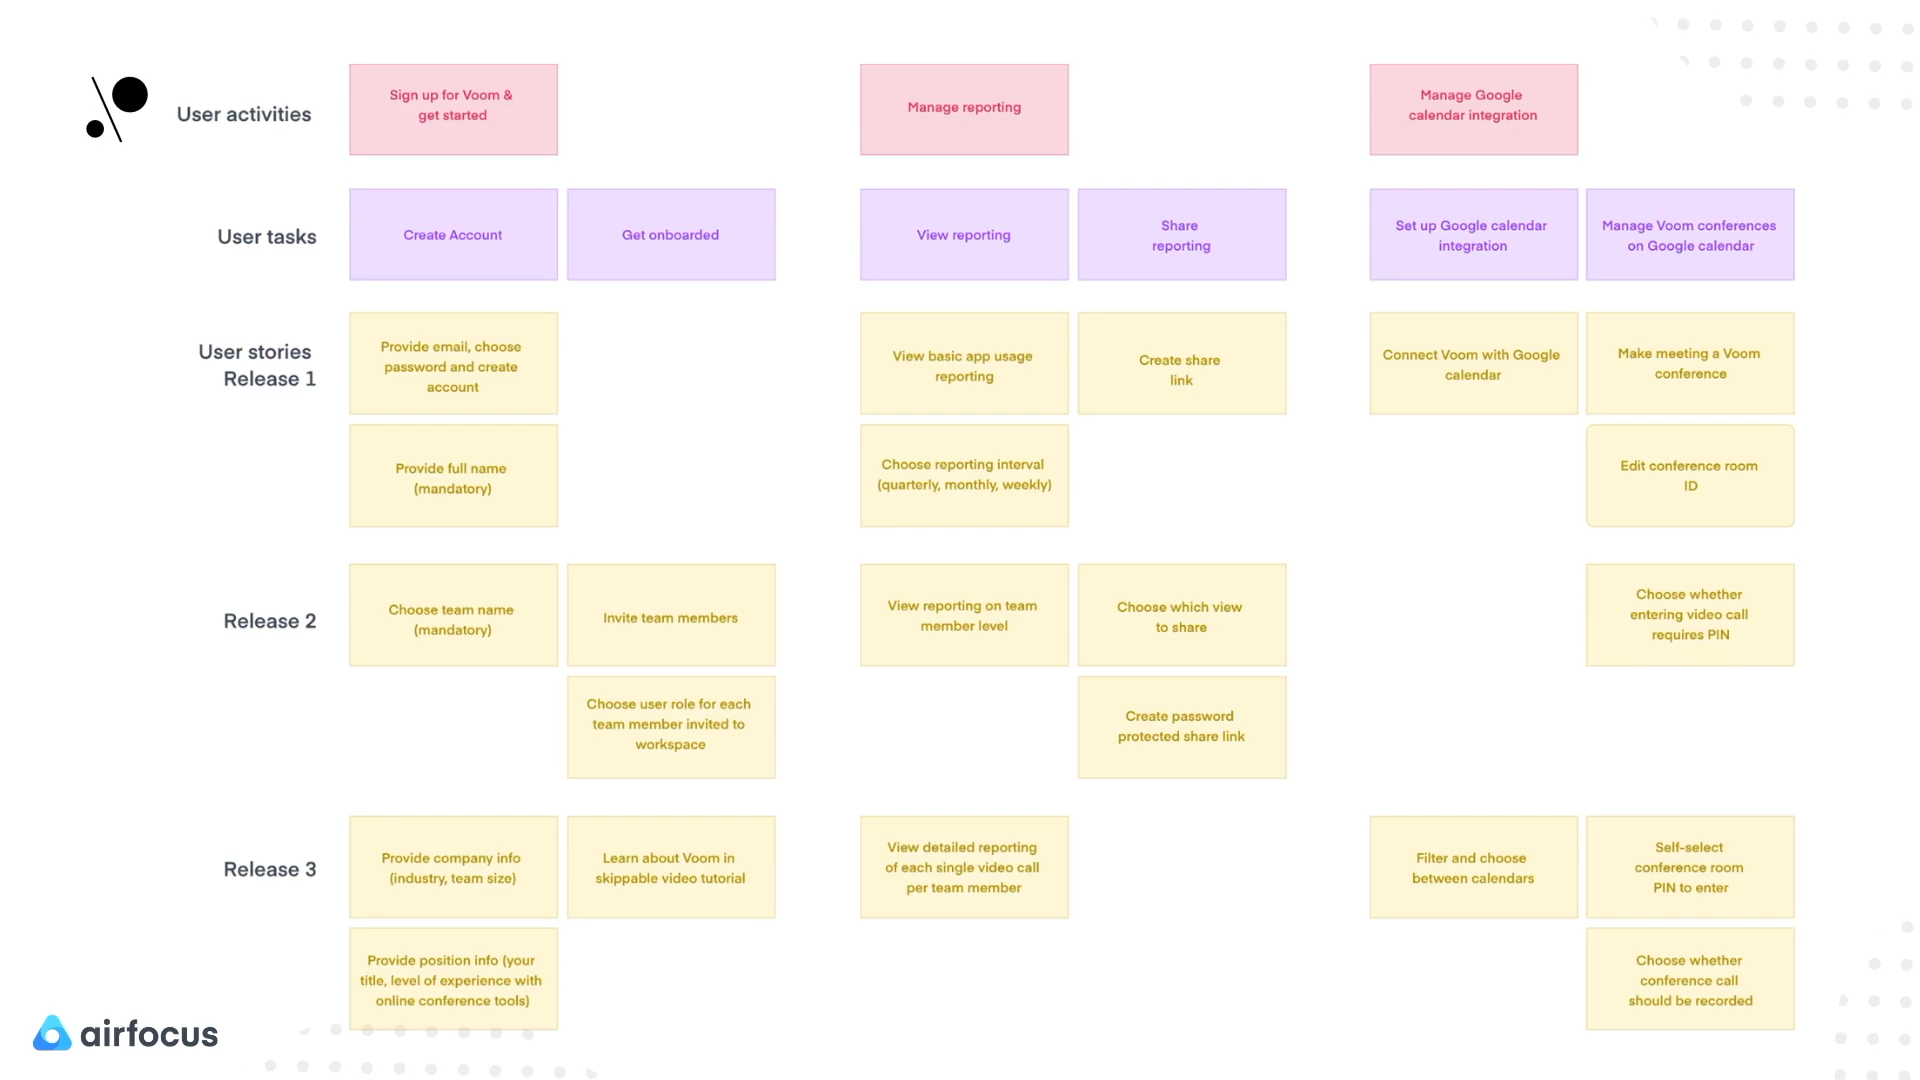 User activities
Sign up for Voom &
get started
Manage reporting
Manage Google
calendar integration
User tasks
Create Account
Get onboarded
View reporting
Share
reporting
Set up Google calendar
integration
Manage Voom conferences
on Google calendar
User stories
Release 1
Provide email, choose
password and create
account
View basic app usage
reporting
Create share
link
Connect Voom with Google
calendar
Make meeting a Voom
conference
Provide full name
(mandatory)
Choose reporting interval
(quarterly, monthly, weekly)
Edit conference room
ID
Release 2
Choose team name
(mandatory)
Invite team members
View reporting on team
member level
Choose which view
to share
Choose whether
entering video call
requires PIN
Choose user role for each
team member invited to
workspace
Create password
protected share link
Release 3
Provide company info
(industry, team size)
Learn about Voom in
skippable video tutorial
View detailed reporting
of each single video call
per team member
Filter and choose
between calendars
Self-select
conference room
PIN to enter
Provide position info (your
title, level of experience with
online conference tools)
Choose whether
conference call
should be recorded
airfocus